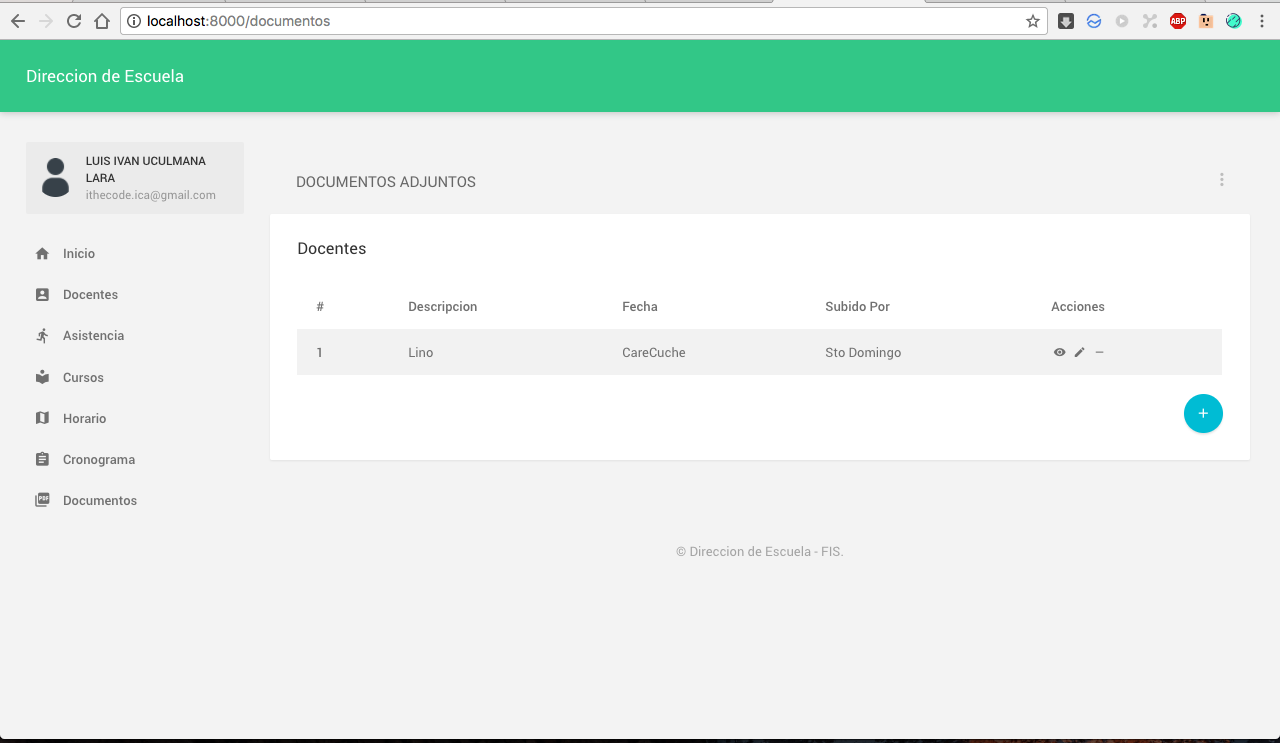 localhost:8000/documentos
ABP
Direccion de Escuela
LUIS IVAN UCULMANA
LARA
ithecode.ica@gmail.com
Inicio
Docentes
Asistencia
Cursos
Horario
Cronograma
PDF
Documentos
DOCUMENTOS ADJUNTOS
Docentes
# Descripcion Fecha Subido Por Acciones
1 Lino CareCuche Sto Domingo
© Direccion de Escuela - FIS.